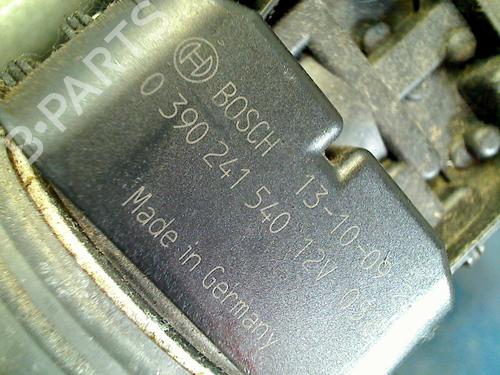 B-PARTS
BOSCH 13-10-09
0 390 241 540 12V
Made in Germany